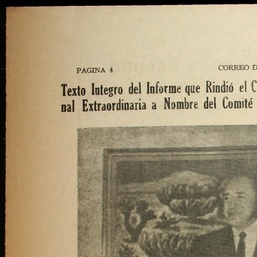 PAGINA 4
CORREO D
Texto Integro del Informe que Rindió el C
nal Extraordinaria a Nombre del Comité